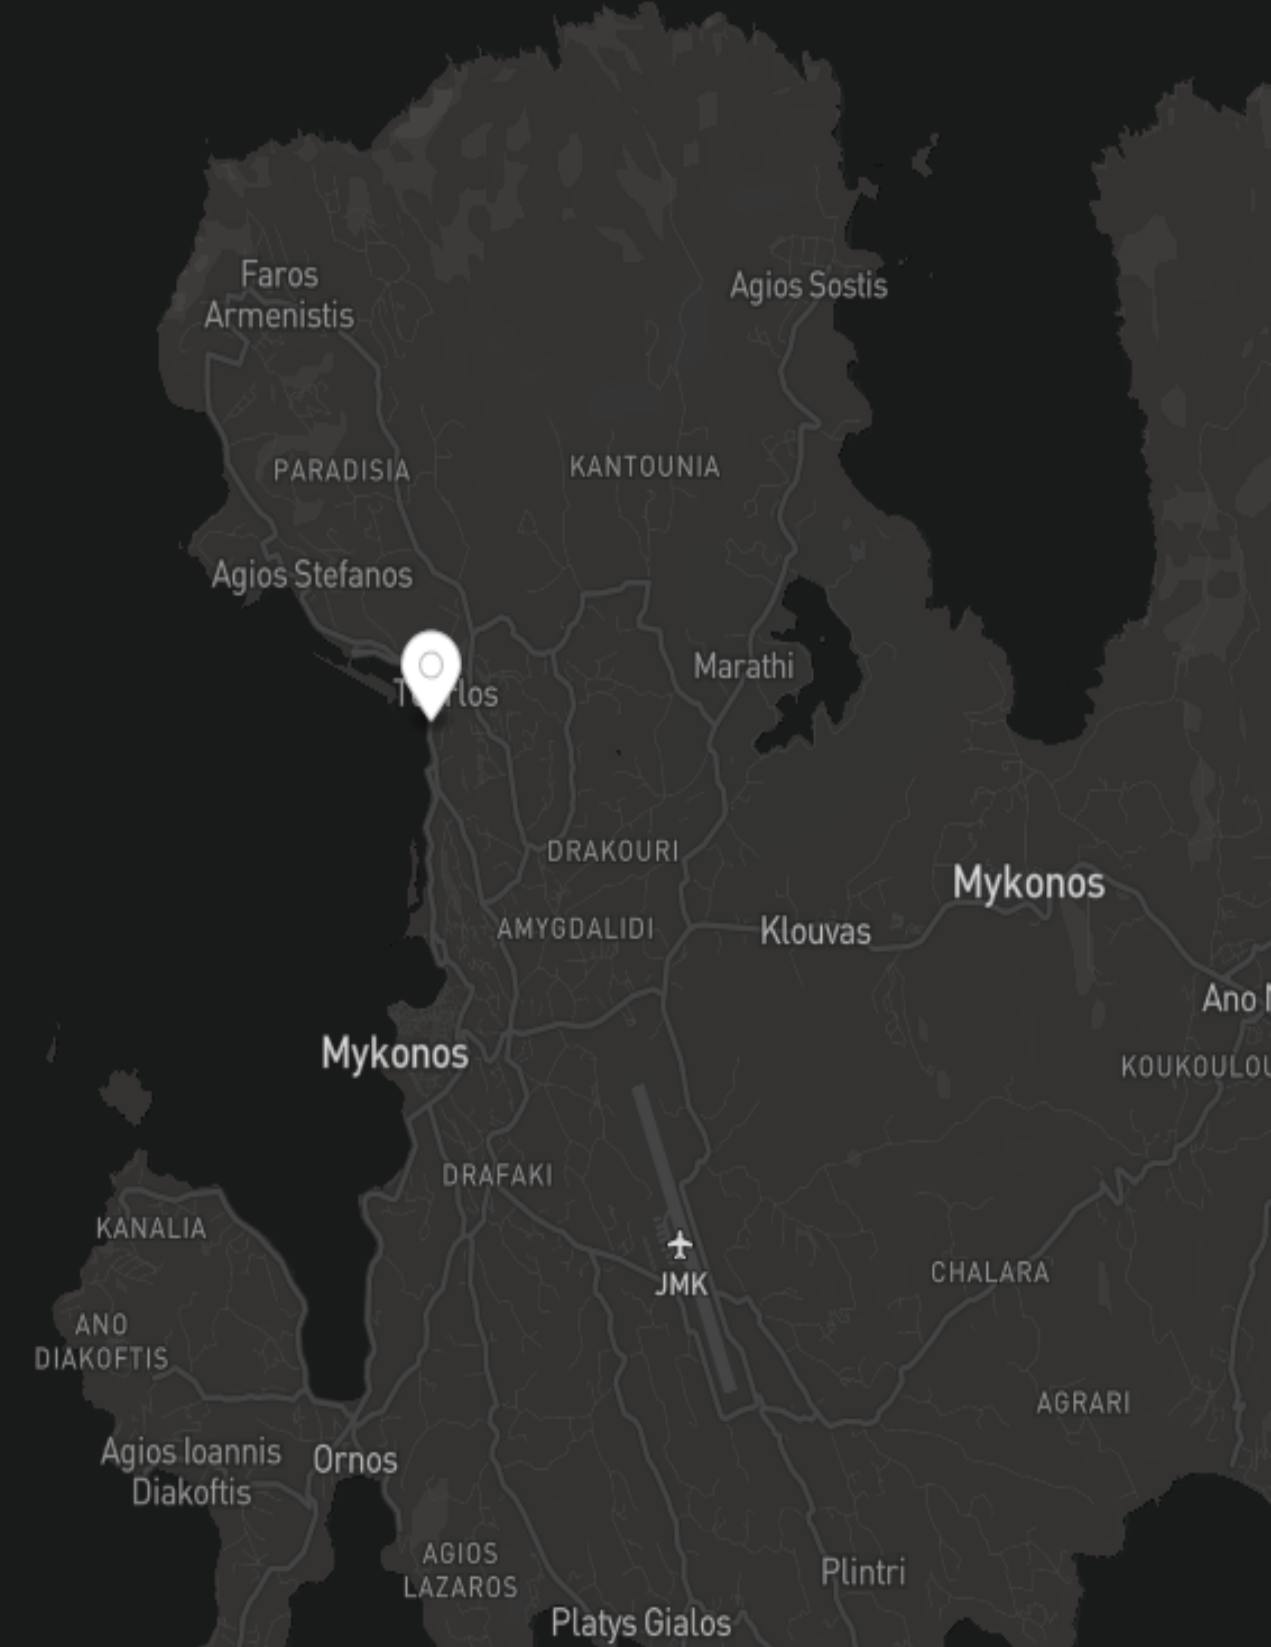 Faros
Armenistis
Agios Sostis
PARADISIA
KANTOUNIA
Agios Stefanos
Marathi
DRAKOURI
Mykonos
AMYGDALIDI
Klouvas
Ano
Mykonos
DRAFAKI
KANALIA
JMK
CHALARA
ANO
DIAKOFTIS
AGRARI
Agios Ioannis
Diakoftis
Ornos
AGIOS
LAZAROS
Plintri
Platys Gialos